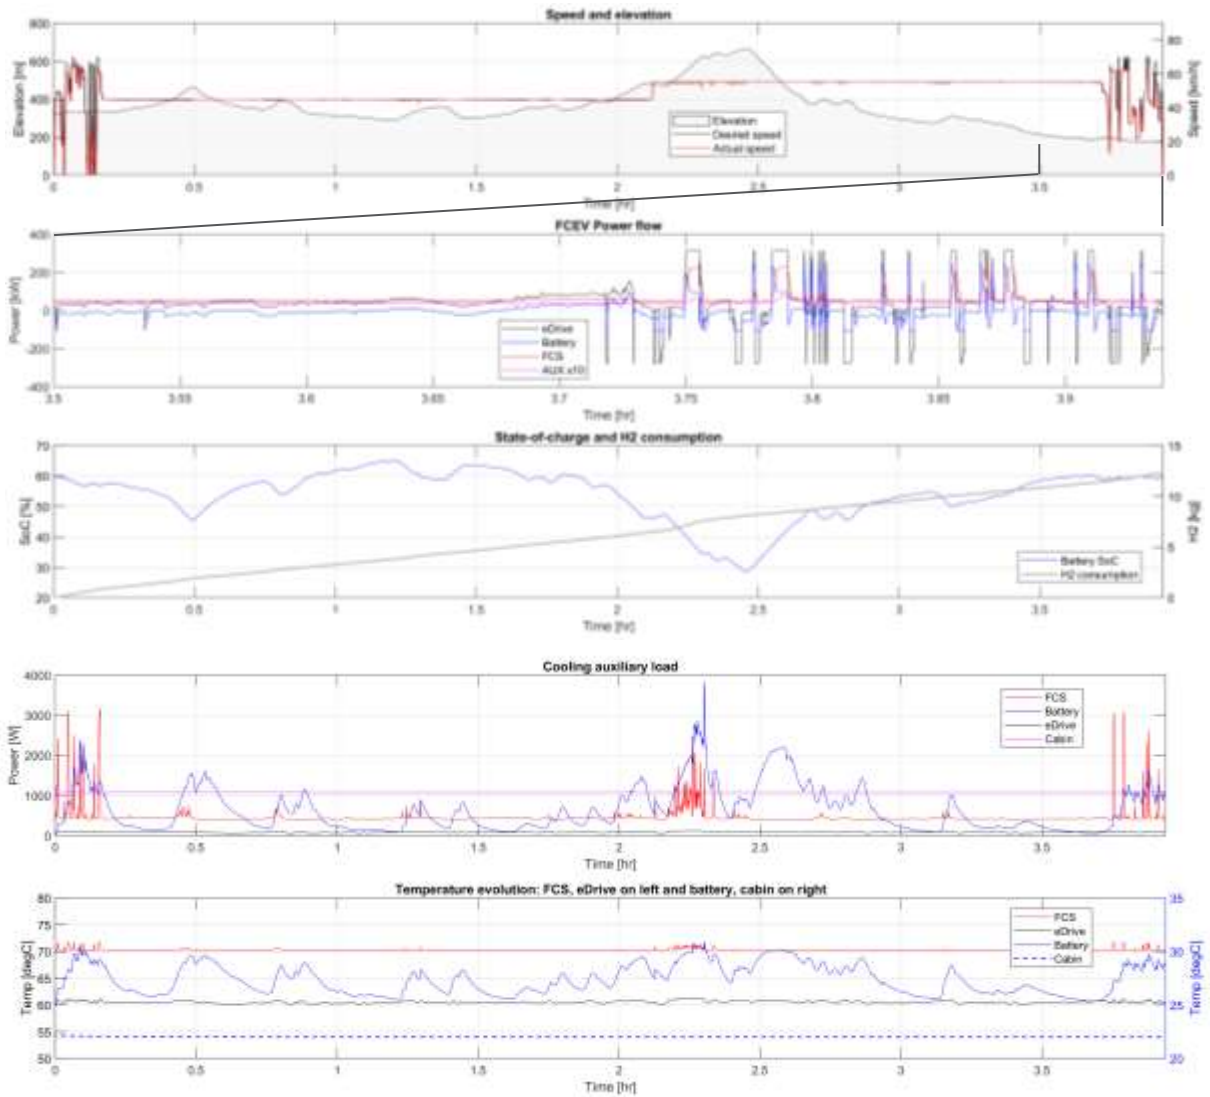 Speed and elevation
800
600
400
200
0
Elevation [m]
80
60
40
20
0
Speed [km/h]
Elevation
Desired speed
Actual speed
0 0.5 1 1.5 2 2.5 3 3.5
Time [hr]
FCEV Power flow
400
200
0
-200
-400
Power [kW]
eDrive
Battery
FCS
AUX x10
3.5 3.55 3.6 3.65 3.7 3.75 3.8 3.85 3.9
Time [hr]
State-of-charge and H2 consumption
70
60
50
40
30
20
SoC [%]
15
10
5
0
H2 [kg]
Battery SoC
H2 consumption
0 0.5 1 1.5 2 2.5 3 3.5
Time [hr]
Cooling auxiliary load
4000
3000
2000
1000
0
Power [W]
FCS
Battery
eDrive
Cabin
0 0.5 1 1.5 2 2.5 3 3.5
Time [hr]
Temperature evolution: FCS, eDrive on left and battery, cabin on right
80
75
70
65
60
55
50
Temp [degC]
35
30
25
20
Temp [degC]
FCS
eDrive
Battery
Cabin
0 0.5 1 1.5 2 2.5 3 3.5
Time [hr]